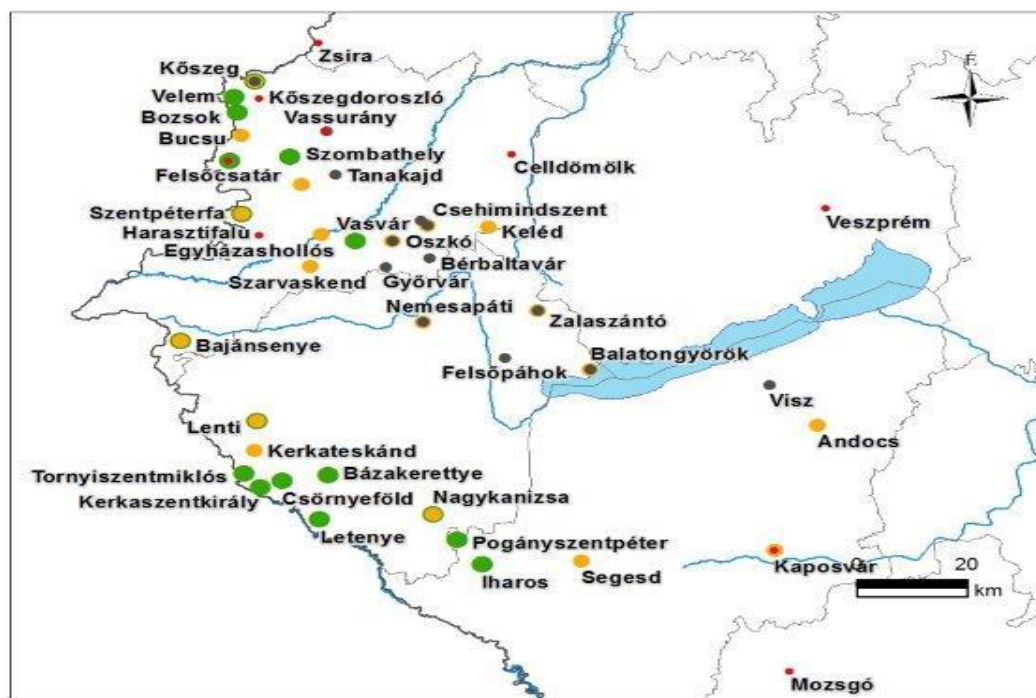 Zsira
Kőszeg
Velem
Kőszegdoroszló
Bozsok
Vassurány
Bucsu
Szombathely
Felsőcsatár
Tanakajd
Celldömölk
Szentpéterfa
Vasvár
Csehimindszent
Veszprém
Harasztifalu
Keléd
Egyházashollós
Oszkó
Bérbaltavár
Szarvaskend
Győrvár
Nemesapáti
Zalaszántó
Bajánsenye
Balatongyörök
Felsőpáhok
Visz
Lenti
Andocs
Kerkateskánd
Tornyiszentmiklós
Bázakerettye
Kerkaszentkirály
Csörnyeföld
Nagykanizsa
Letenye
Pogányszentpéter
Iharos
Segesd
Kaposvár
0 20
km
Mozsgó